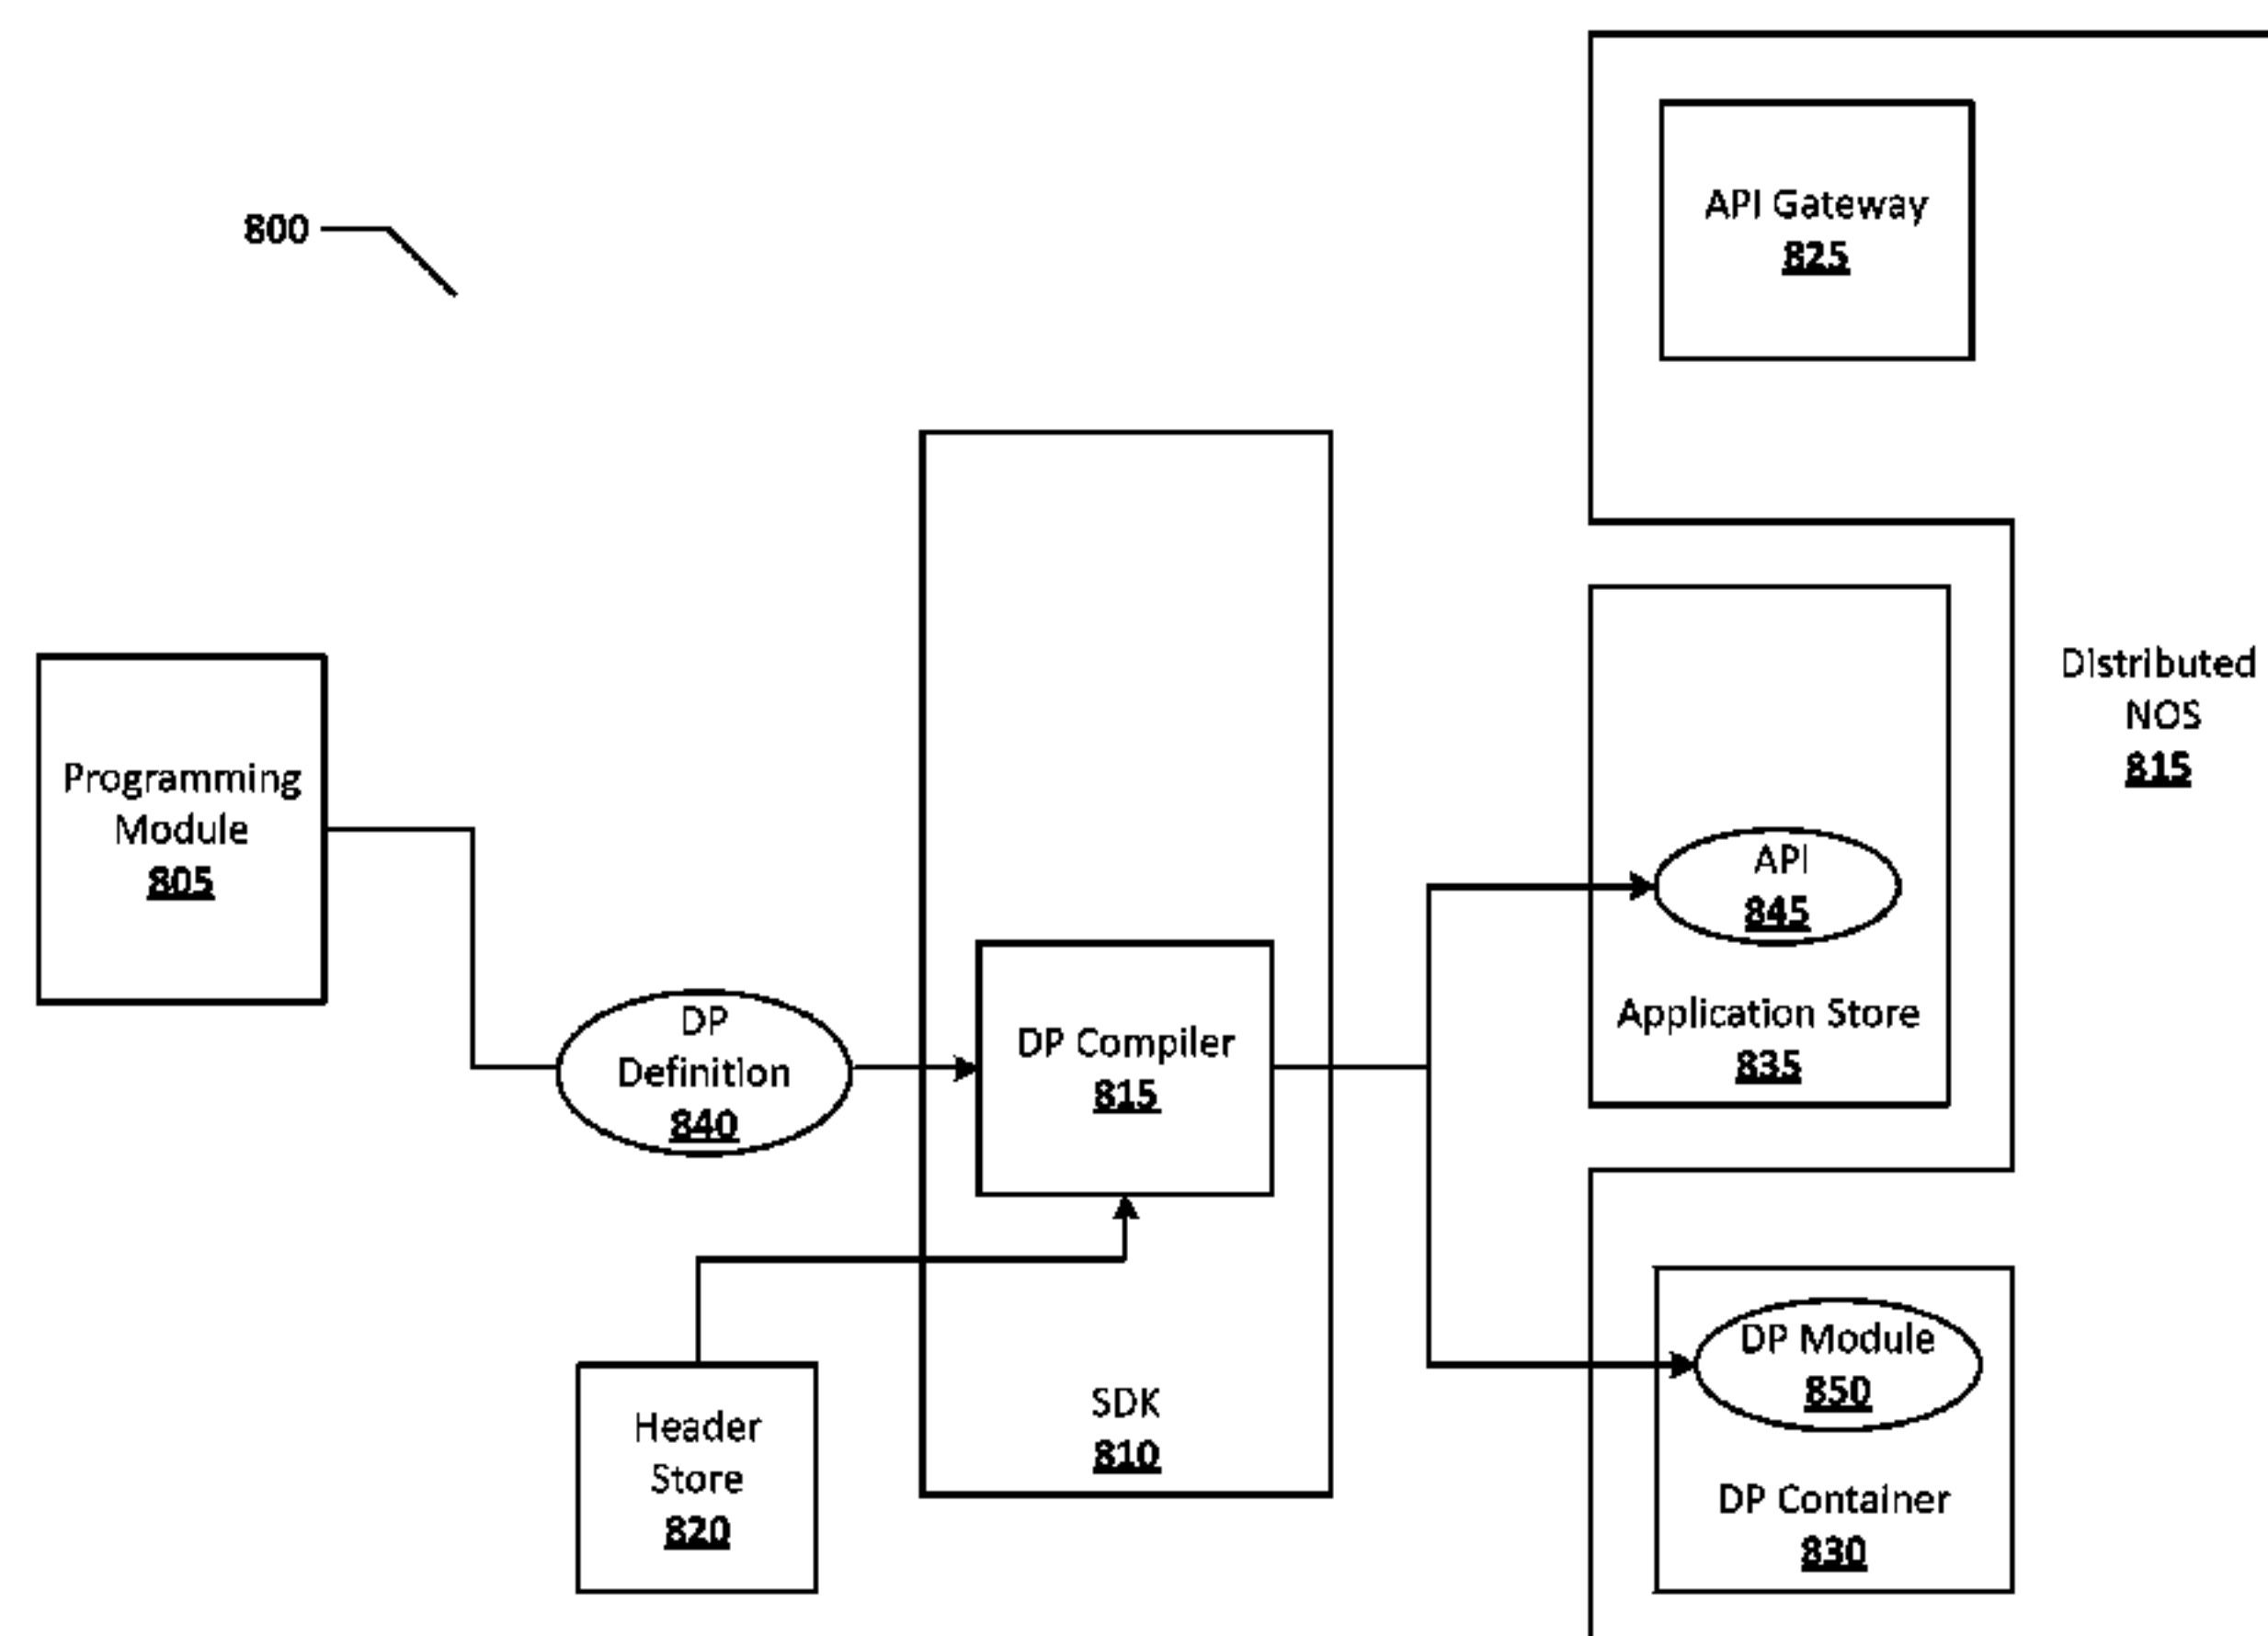 800
API Gateway
825
Programming
Module
805
DP
Definition
840
DP Compiler
815
Header
Store
820
SDK
810
API
845
Application Store
835
Distributed
NOS
815
DP Module
850
DP Container
830